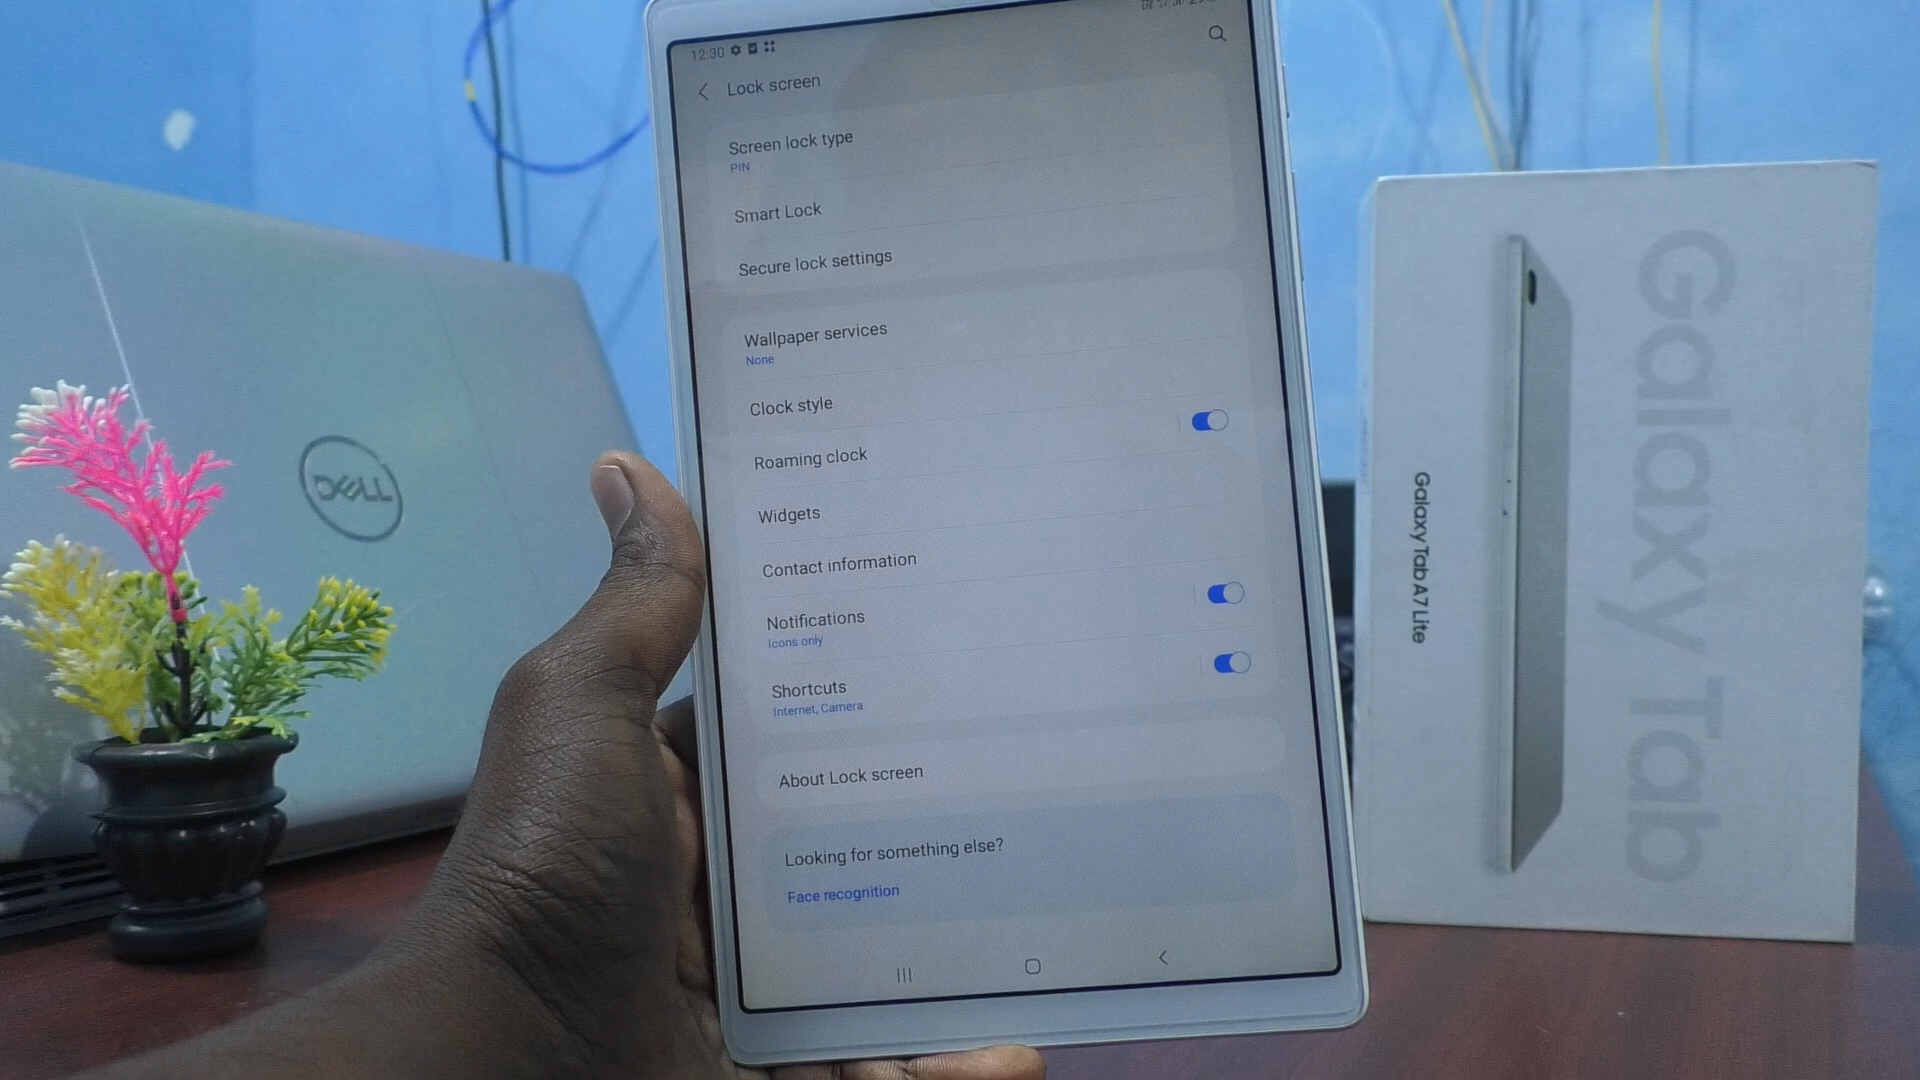 12:30
Lock screen
Screen lock type
PIN
Smart Lock
Secure lock settings
Wallpaper services
None
Clock style
Roaming clock
Widgets
Contact information
Notifications
Icons only
Shortcuts
Internet, Camera
About Lock screen
Looking for something else?
Face recognition
DELL
Galaxy Tab A7 Lite
Galaxy Tab